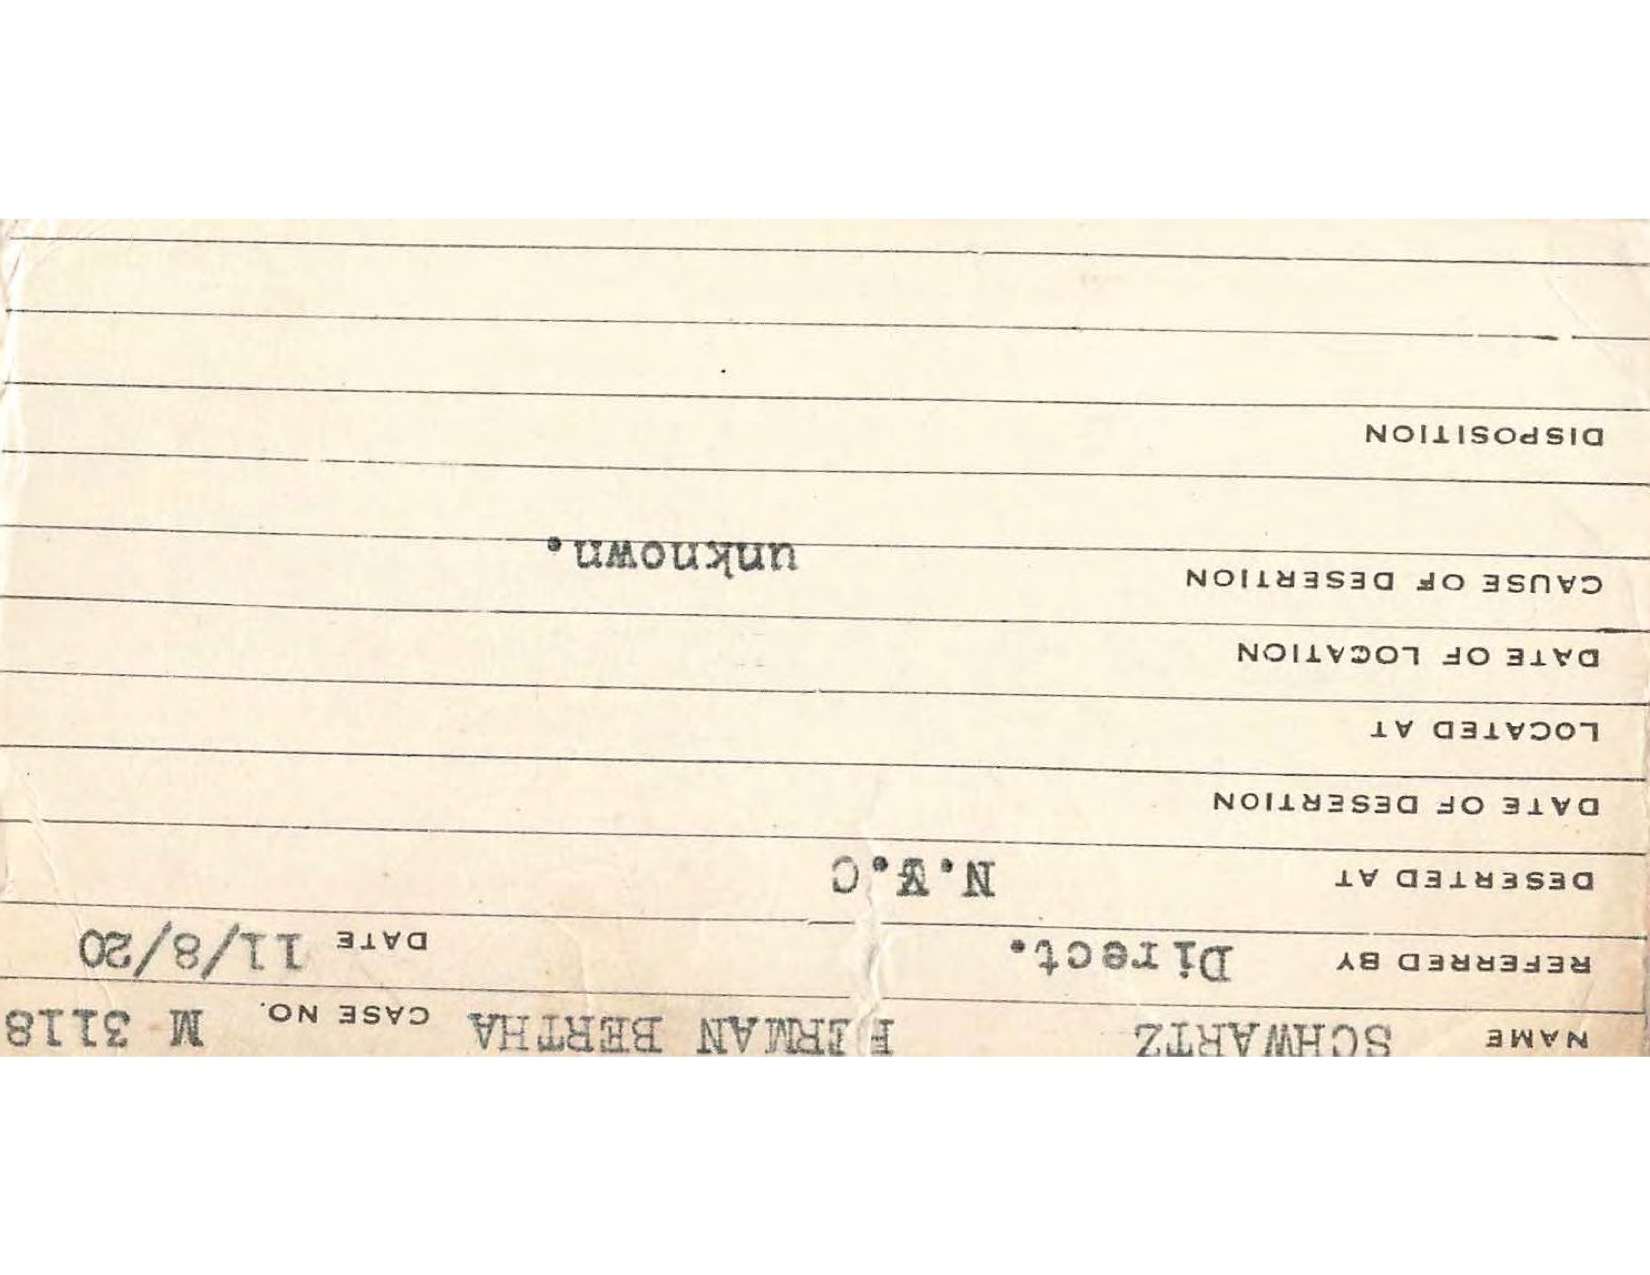 NAME SCHWARTZ HERMAN BERTHA CASE NO. M 3118
REFERRED BY Direct. DATE 11/8/20
DESERTED AT N.Y.C
DATE OF DESERTION
LOCATED AT
DATE OF LOCATION
CAUSE OF DESERTION unknown.
DISPOSITION